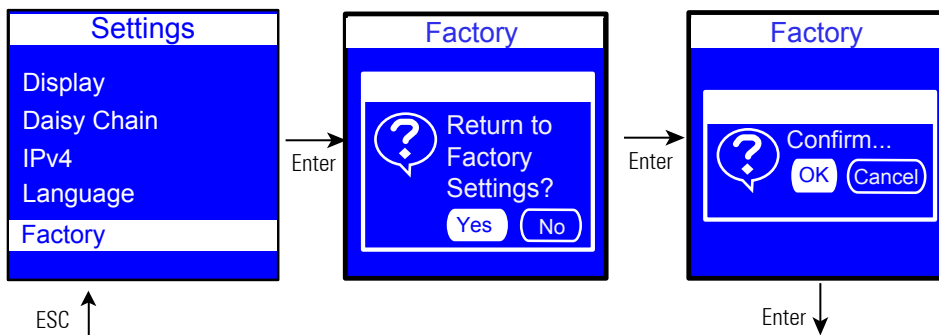 Settings
Display
Daisy Chain
IPv4
Language
Factory
ESC
Enter
Factory
?
Return to
Factory
Settings?
Yes No
Enter
Factory
?
Confirm...
OK Cancel
Enter